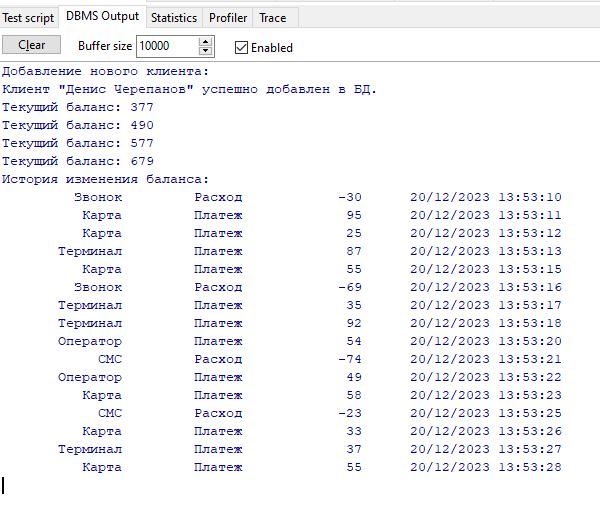 Test script DBMS Output Statistics Profiler Trace
Clear Buffer size 10000 Enabled
Добавление нового клиента:
Клиент "Денис Черепанов" успешно добавлен в БД.
Текущий баланс: 377
Текущий баланс: 490
Текущий баланс: 577
Текущий баланс: 679
История изменения баланса:
Звонок Расход -30 20/12/2023 13:53:10
Карта Платеж 95 20/12/2023 13:53:11
Карта Платеж 25 20/12/2023 13:53:12
Терминал Платеж 87 20/12/2023 13:53:13
Карта Платеж 55 20/12/2023 13:53:15
Звонок Расход -69 20/12/2023 13:53:16
Терминал Платеж 35 20/12/2023 13:53:17
Терминал Платеж 92 20/12/2023 13:53:18
Оператор Платеж 54 20/12/2023 13:53:20
СМС Расход -74 20/12/2023 13:53:21
Оператор Платеж 49 20/12/2023 13:53:22
Карта Платеж 58 20/12/2023 13:53:23
СМС Расход -23 20/12/2023 13:53:25
Карта Платеж 33 20/12/2023 13:53:26
Терминал Платеж 37 20/12/2023 13:53:27
Карта Платеж 55 20/12/2023 13:53:28